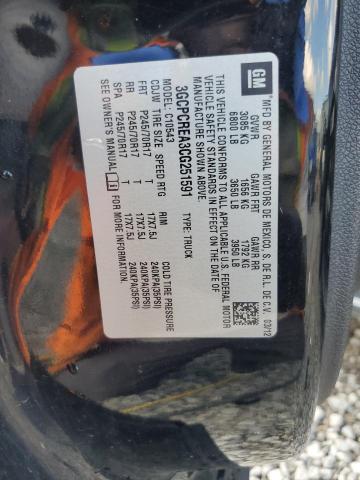 GM
MFD BY GENERAL MOTORS DE MEXICO, S. DE R.L. DE C.V. 03/12
GVWR GAWR FRT GAWR RR
3085 KG 1656 KG 1792 KG
6800 LB 3650 LB 3950 LB
THIS VEHICLE CONFORMS TO ALL APPLICABLE U.S. FEDERAL MOTOR
VEHICLE SAFETY STANDARDS IN EFFECT ON THE DATE OF
MANUFACTURE SHOWN ABOVE.
3GCPCREA3CG251591 TYPE: TRUCK
MODEL: C10543
CDJW TIRE SIZE SPEED RTG RIM COLD TIRE PRESSURE
FRT P245/70R17 T 17X7.5J 240KPA(35PSI)
RR P245/70R17 T 17X7.5J 240KPA(35PSI)
SPA P245/70R17 T 17X7.5J 240KPA(35PSI)
SEE OWNER'S MANUAL FOR MORE INFORMATION.